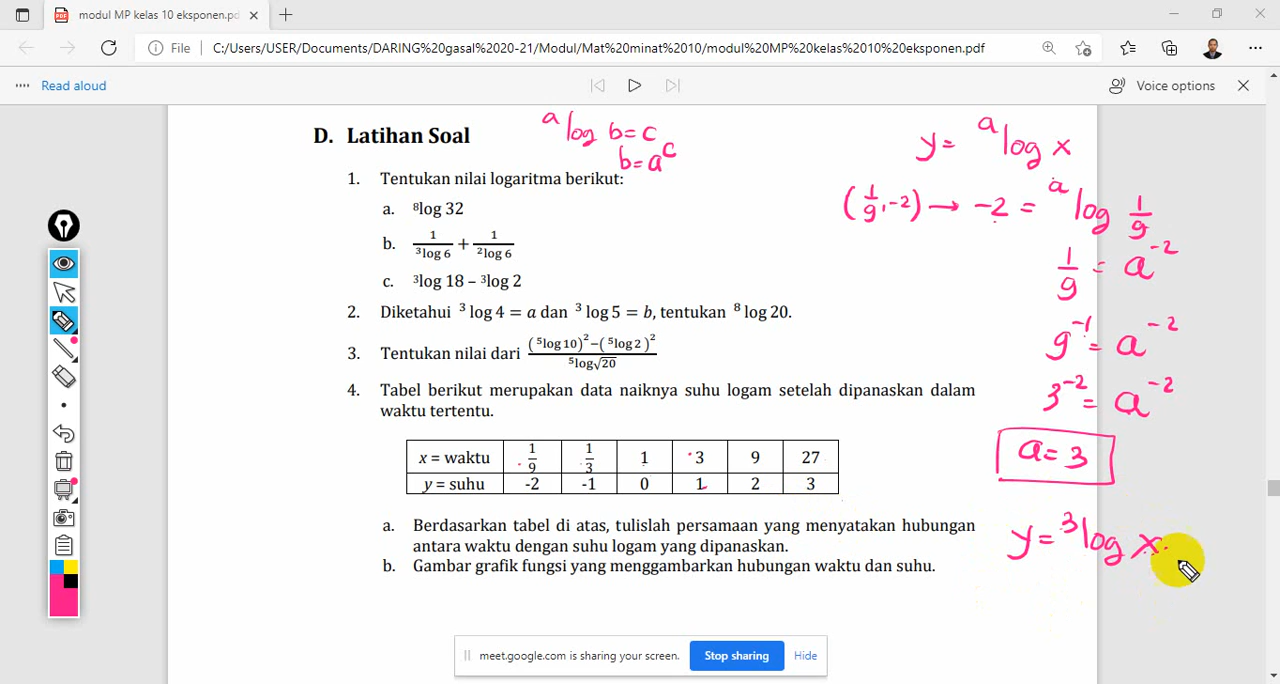 modul MP kelas 10 eksponen.pd
File C:/Users/USER/Documents/DARING%20gasal%202020-21/Modul/Mat%20minat%2010/modul%20MP%20kelas%2010%20eksponen.pdf
Read aloud
Voice options
D. Latihan Soal
ᵃlog b = c
b = aᶜ
1. Tentukan nilai logaritma berikut:
a. ⁸log 32
b. 1/(³log 6) + 1/(²log 6)
c. ³log 18 – ³log 2
2. Diketahui ³ log 4 = a dan ³ log 5 = b, tentukan ⁸ log 20.
3. Tentukan nilai dari ((⁵log 10)² − (⁵log 2)²)/(⁵log√20)
4. Tabel berikut merupakan data naiknya suhu logam setelah dipanaskan dalam
waktu tertentu.
x = waktu 1/9 1/3 1 3 9 27
y = suhu -2 -1 0 1 2 3
a. Berdasarkan tabel di atas, tulislah persamaan yang menyatakan hubungan
antara waktu dengan suhu logam yang dipanaskan.
b. Gambar grafik fungsi yang menggambarkan hubungan waktu dan suhu.
y = ᵃlog x
(1/9, -2) → -2 = ᵃlog 1/9
1/9 = a⁻²
9⁻¹ = a⁻²
3⁻² = a⁻²
a = 3
y = ³log x
meet.google.com is sharing your screen. Stop sharing Hide